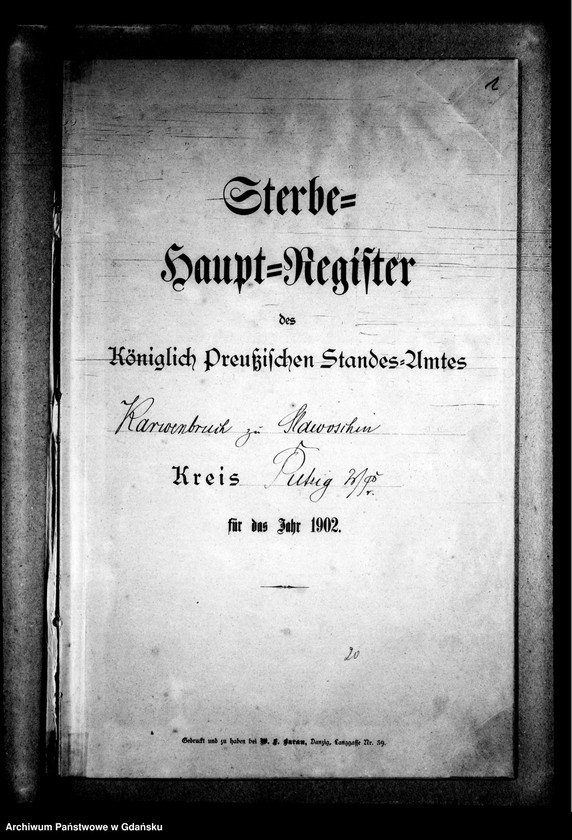 1
Sterbe=
Haupt=Register
des
Königlich Preußischen Standes=Amtes
Karwenbruch zu Slawoschin
Kreis Putzig W/Pr
für das Jahr 1902.
20
Gedruckt und zu haben bei W. F. Burau, Danzig, Langgasse Nr. 39.
Archiwum Państwowe w Gdańsku